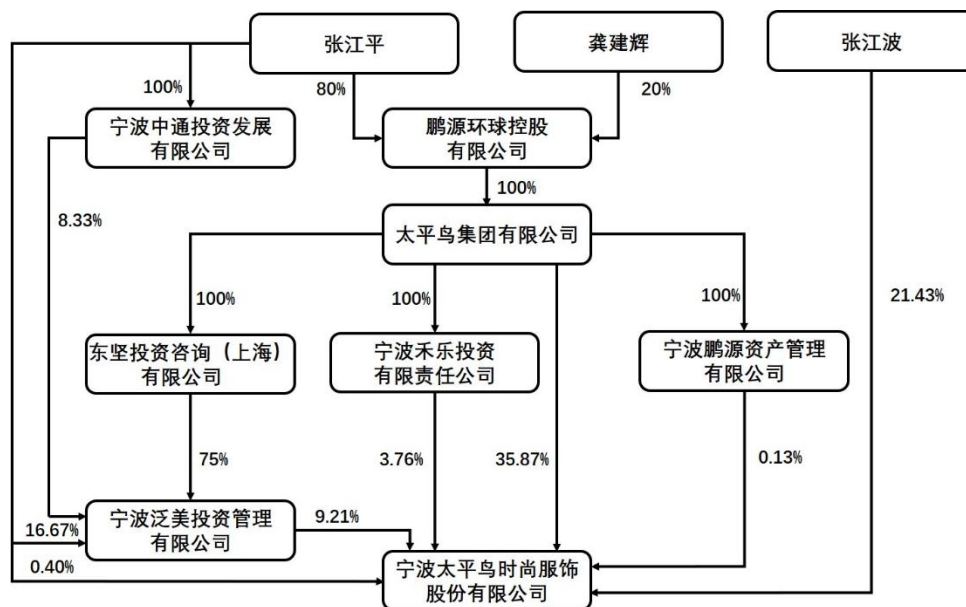 张江平
龚建辉
张江波
100%
80%
20%
宁波中通投资发展
有限公司
鹏源环球控股
有限公司
100%
8.33%
太平鸟集团有限公司
100%
100%
100%
21.43%
东坚投资咨询（上海）
有限公司
宁波禾乐投资
有限责任公司
宁波鹏源资产管理
有限公司
75%
3.76%
35.87%
0.13%
宁波泛美投资管理
有限公司
9.21%
16.67%
0.40%
宁波太平鸟时尚服饰
股份有限公司